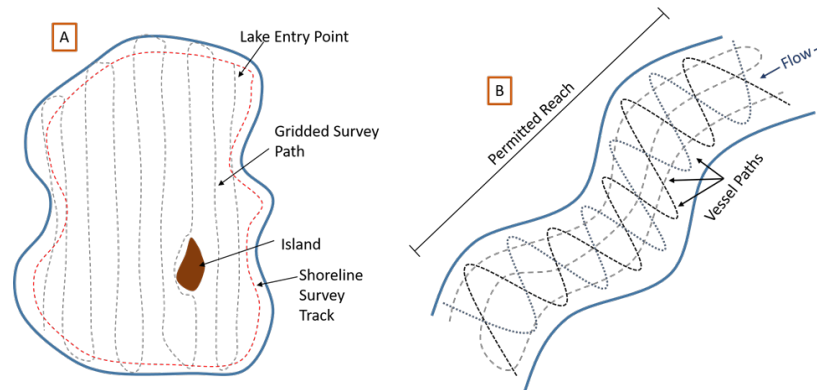 A
Lake Entry Point
Gridded Survey
Path
Island
Shoreline
Survey
Track
B
Permitted Reach
Flow
Vessel Paths